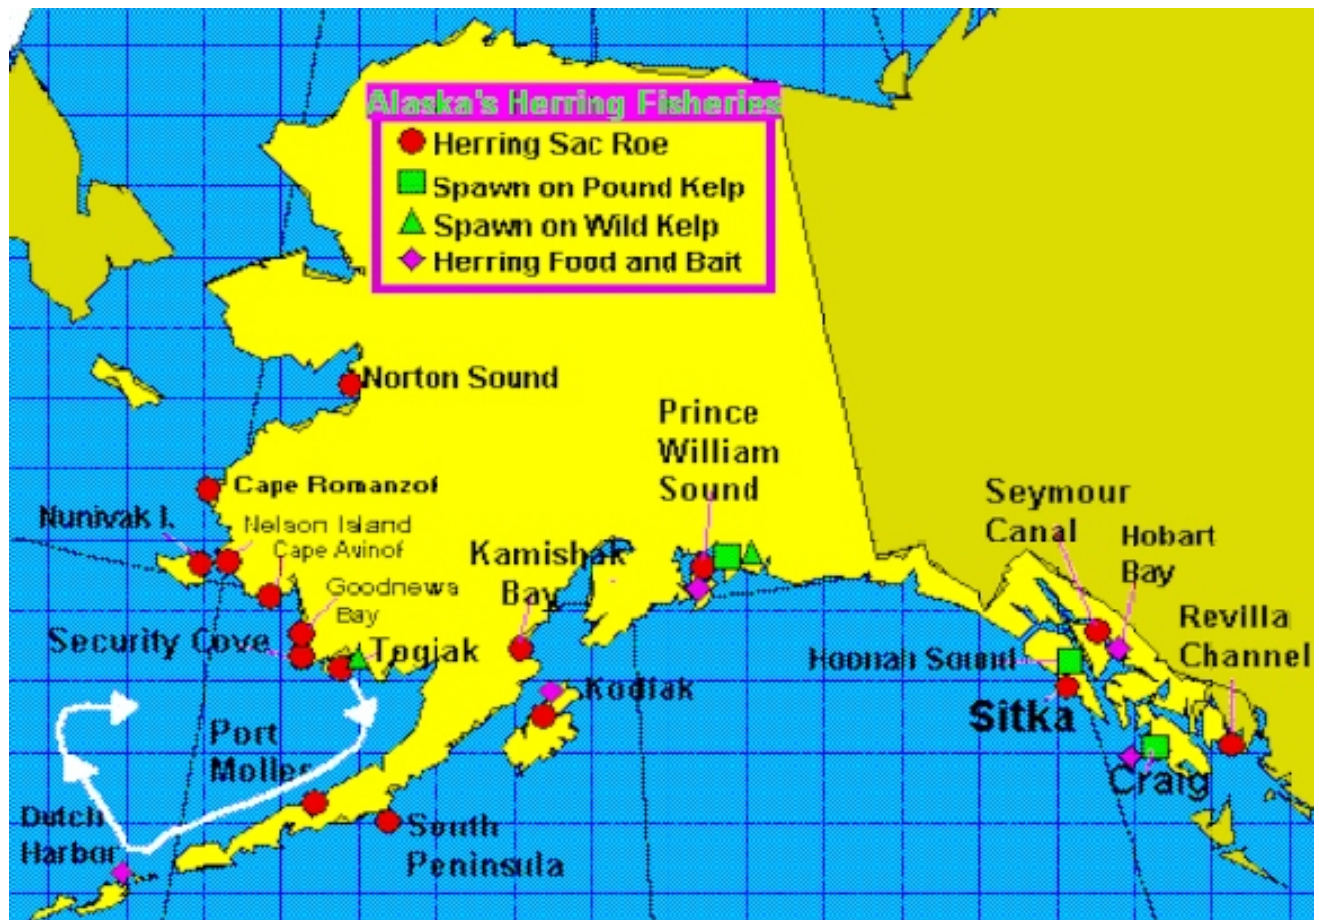 Alaska's Herring Fisheries
Herring Sac Roe
Spawn on Pound Kelp
Spawn on Wild Kelp
Herring Food and Bait
Norton Sound
Prince
William
Sound
Cape Romanzof
Nunivak I.
Nelson Island
Cape Avinof
Goodnews
Bay
Security Cove
Togiak
Kamishak
Bay
Kodiak
Port
Moller
Dutch
Harbor
South
Peninsula
Seymour
Canal
Hobart
Bay
Revilla
Channel
Hoonah Sound
Sitka
Craig